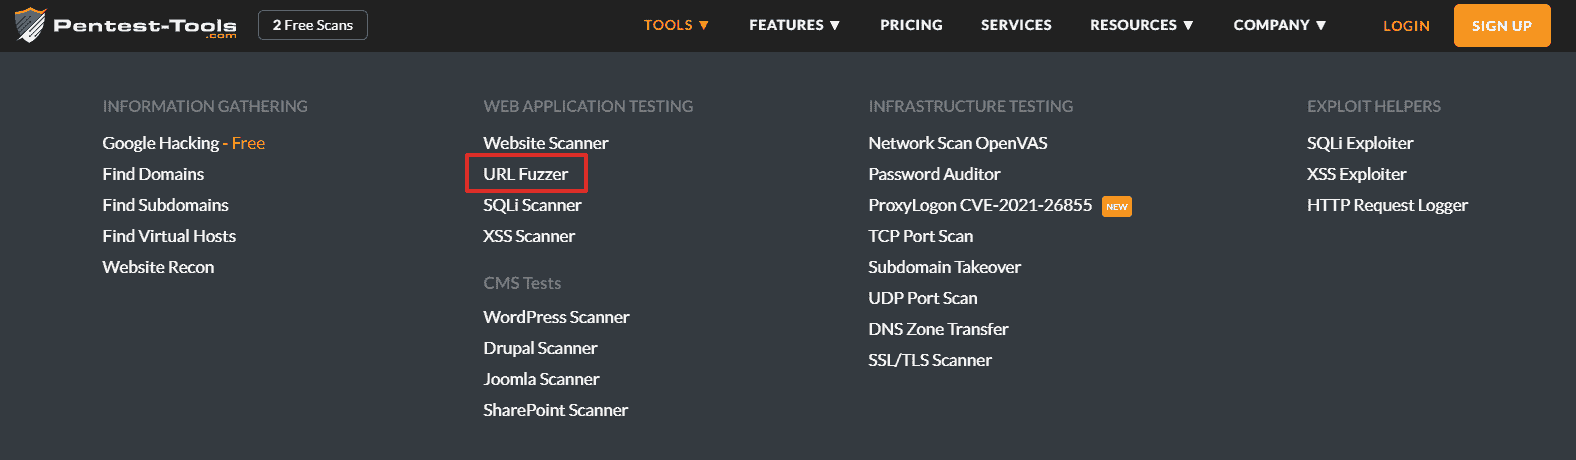 Pentest-Tools
.com
2 Free Scans
TOOLS ▼
FEATURES ▼
PRICING
SERVICES
RESOURCES ▼
COMPANY ▼
LOGIN
SIGN UP
INFORMATION GATHERING
Google Hacking - Free
Find Domains
Find Subdomains
Find Virtual Hosts
Website Recon
WEB APPLICATION TESTING
Website Scanner
URL Fuzzer
SQLi Scanner
XSS Scanner
CMS Tests
WordPress Scanner
Drupal Scanner
Joomla Scanner
SharePoint Scanner
INFRASTRUCTURE TESTING
Network Scan OpenVAS
Password Auditor
ProxyLogon CVE-2021-26855 NEW
TCP Port Scan
Subdomain Takeover
UDP Port Scan
DNS Zone Transfer
SSL/TLS Scanner
EXPLOIT HELPERS
SQLi Exploiter
XSS Exploiter
HTTP Request Logger